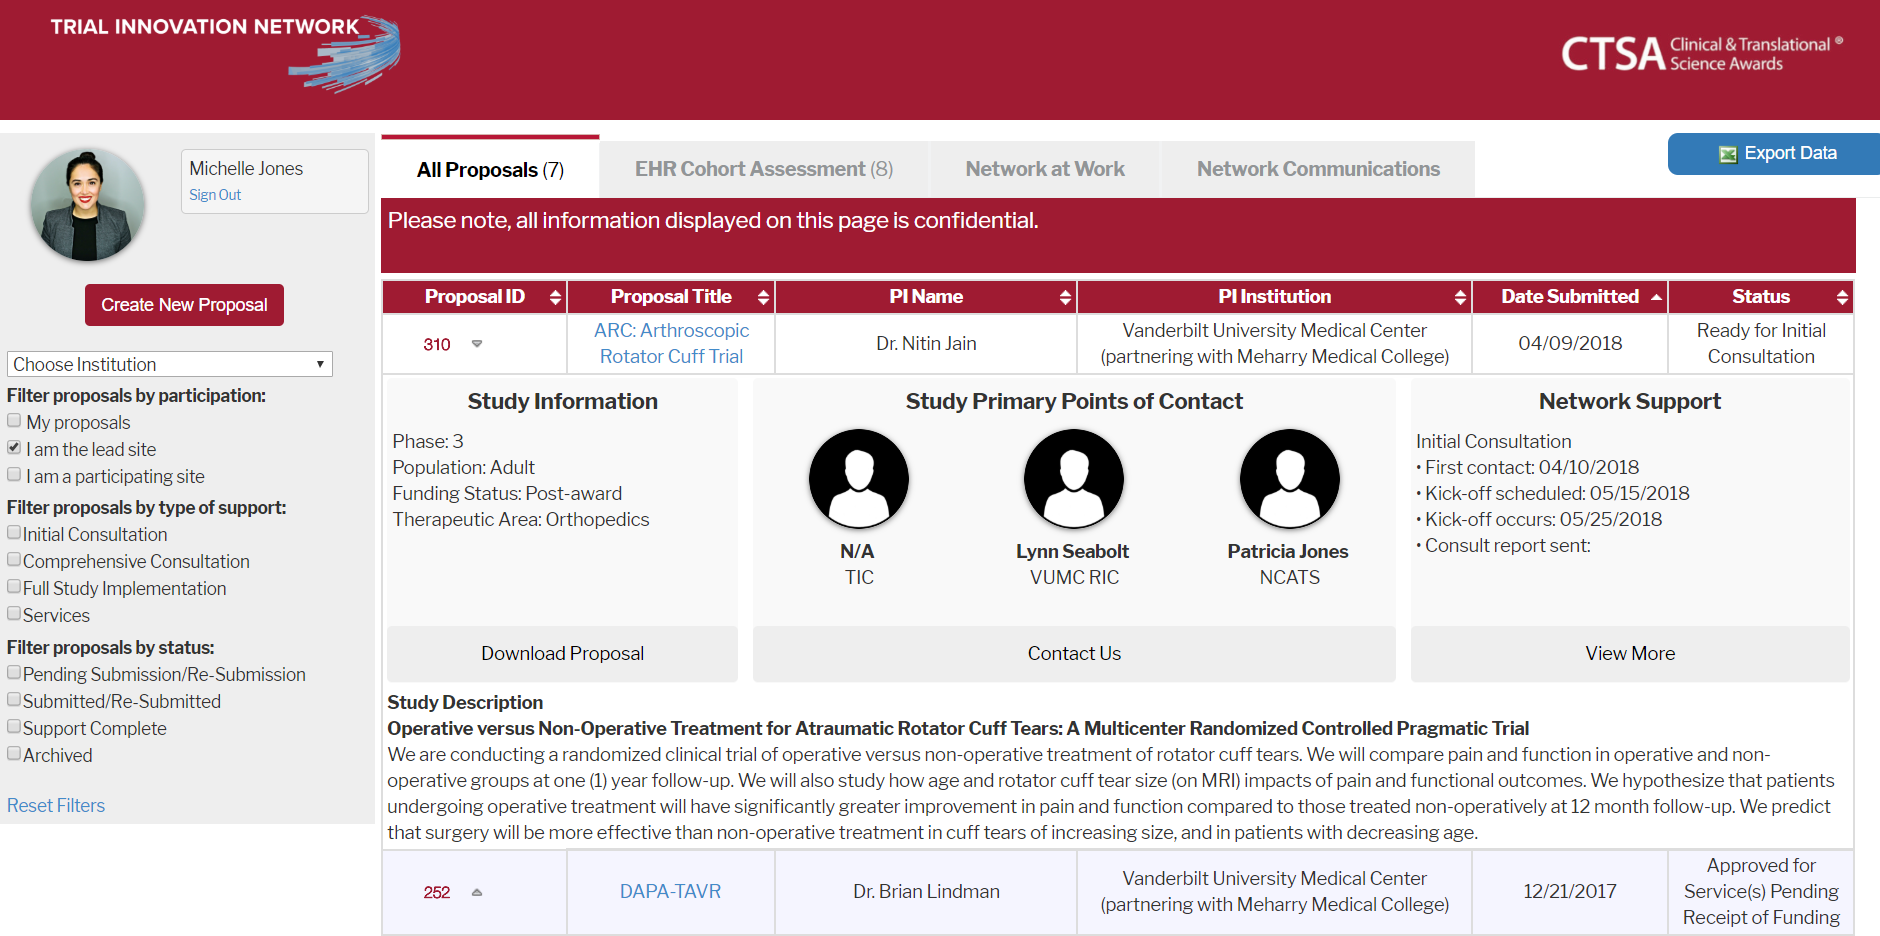 TRIAL INNOVATION NETWORK
CTSA Clinical & Translational ®
Science Awards
Michelle Jones
Sign Out
Create New Proposal
Choose Institution
Filter proposals by participation:
My proposals
I am the lead site
I am a participating site
Filter proposals by type of support:
Initial Consultation
Comprehensive Consultation
Full Study Implementation
Services
Filter proposals by status:
Pending Submission/Re-Submission
Submitted/Re-Submitted
Support Complete
Archived
Reset Filters
All Proposals (7)
EHR Cohort Assessment (8)
Network at Work
Network Communications
Export Data
Please note, all information displayed on this page is confidential.
Proposal ID Proposal Title PI Name PI Institution Date Submitted Status
310
ARC: Arthroscopic
Rotator Cuff Trial
Dr. Nitin Jain
Vanderbilt University Medical Center
(partnering with Meharry Medical College)
04/09/2018
Ready for Initial
Consultation
Study Information
Phase: 3
Population: Adult
Funding Status: Post-award
Therapeutic Area: Orthopedics
Download Proposal
Study Primary Points of Contact
N/A
TIC
Lynn Seabolt
VUMC RIC
Patricia Jones
NCATS
Contact Us
Network Support
Initial Consultation
• First contact: 04/10/2018
• Kick-off scheduled: 05/15/2018
• Kick-off occurs: 05/25/2018
• Consult report sent:
View More
Study Description
Operative versus Non-Operative Treatment for Atraumatic Rotator Cuff Tears: A Multicenter Randomized Controlled Pragmatic Trial
We are conducting a randomized clinical trial of operative versus non-operative treatment of rotator cuff tears. We will compare pain and function in operative and non-
operative groups at one (1) year follow-up. We will also study how age and rotator cuff tear size (on MRI) impacts of pain and functional outcomes. We hypothesize that patients
undergoing operative treatment will have significantly greater improvement in pain and function compared to those treated non-operatively at 12 month follow-up. We predict
that surgery will be more effective than non-operative treatment in cuff tears of increasing size, and in patients with decreasing age.
252
DAPA-TAVR
Dr. Brian Lindman
Vanderbilt University Medical Center
(partnering with Meharry Medical College)
12/21/2017
Approved for
Service(s) Pending
Receipt of Funding